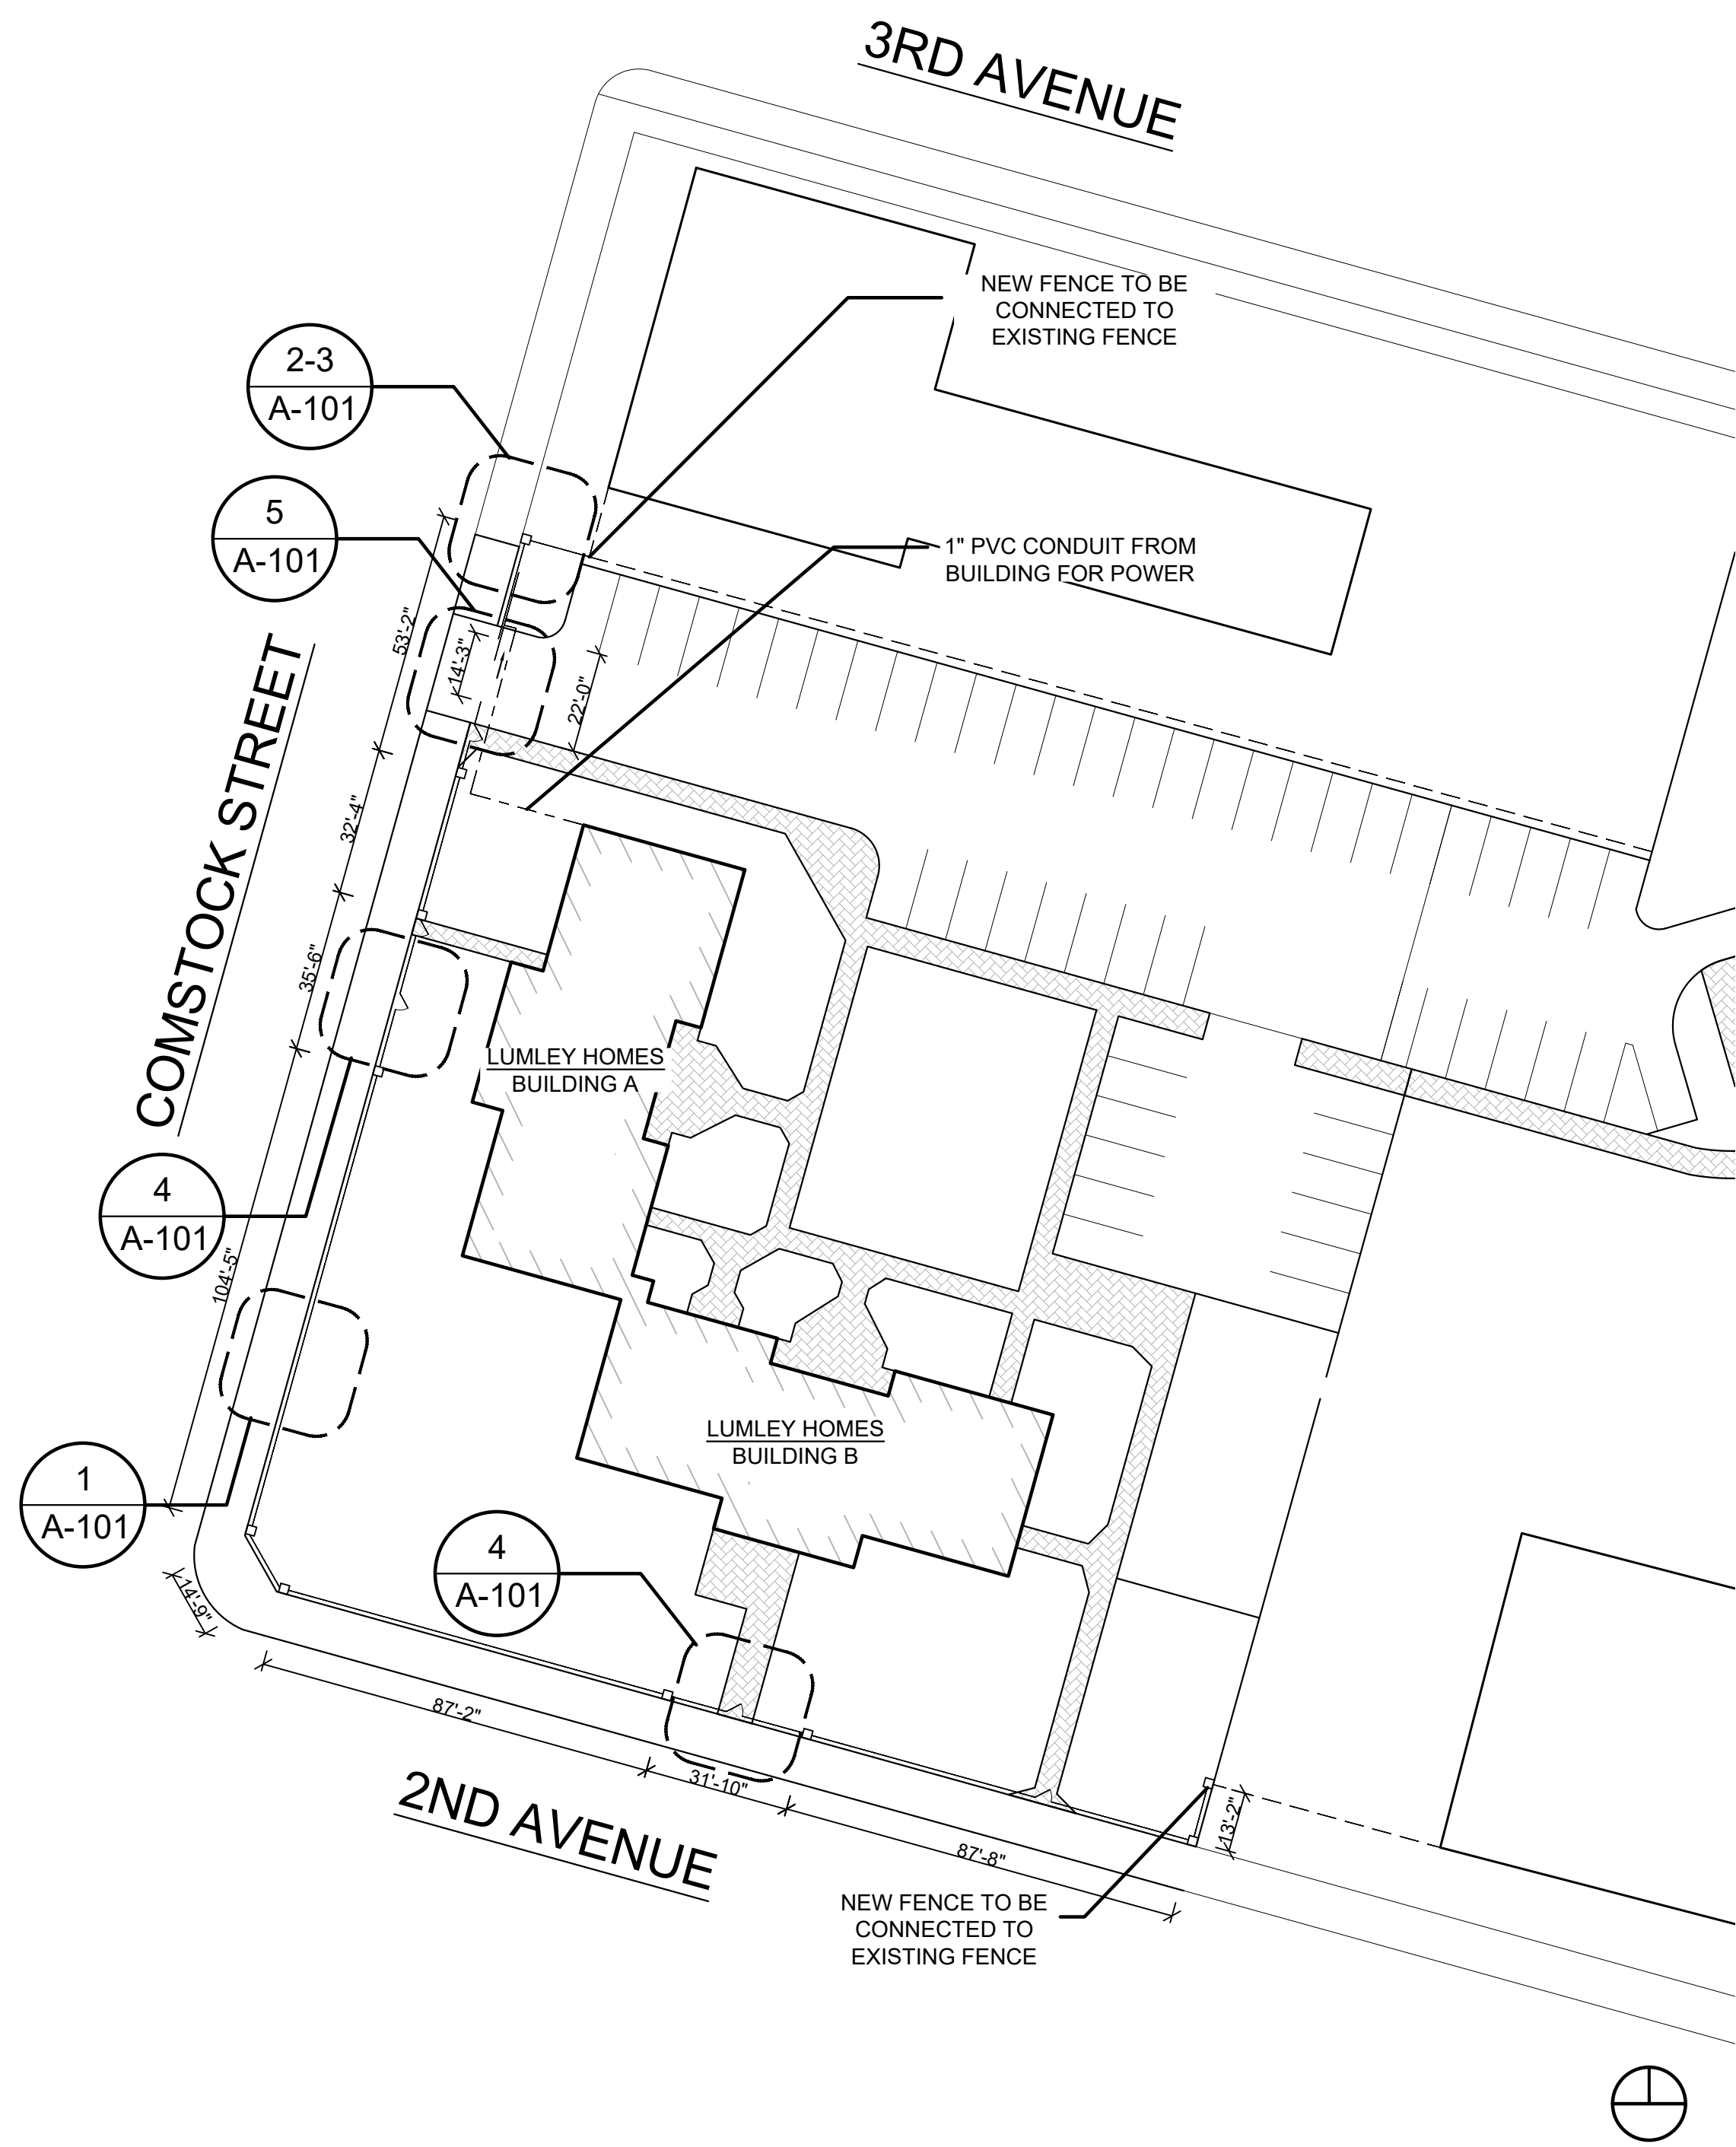 3RD AVENUE
NEW FENCE TO BE
CONNECTED TO
EXISTING FENCE
2-3
A-101
5
A-101
1" PVC CONDUIT FROM
BUILDING FOR POWER
53'-2"
14'-3"
22'-0"
COMSTOCK STREET
32'-4"
35'-6"
LUMLEY HOMES
BUILDING A
4
A-101
104'-5"
LUMLEY HOMES
BUILDING B
1
A-101
4
A-101
14'-9"
87'-2"
31'-10"
2ND AVENUE
13'-2"
87'-8"
NEW FENCE TO BE
CONNECTED TO
EXISTING FENCE